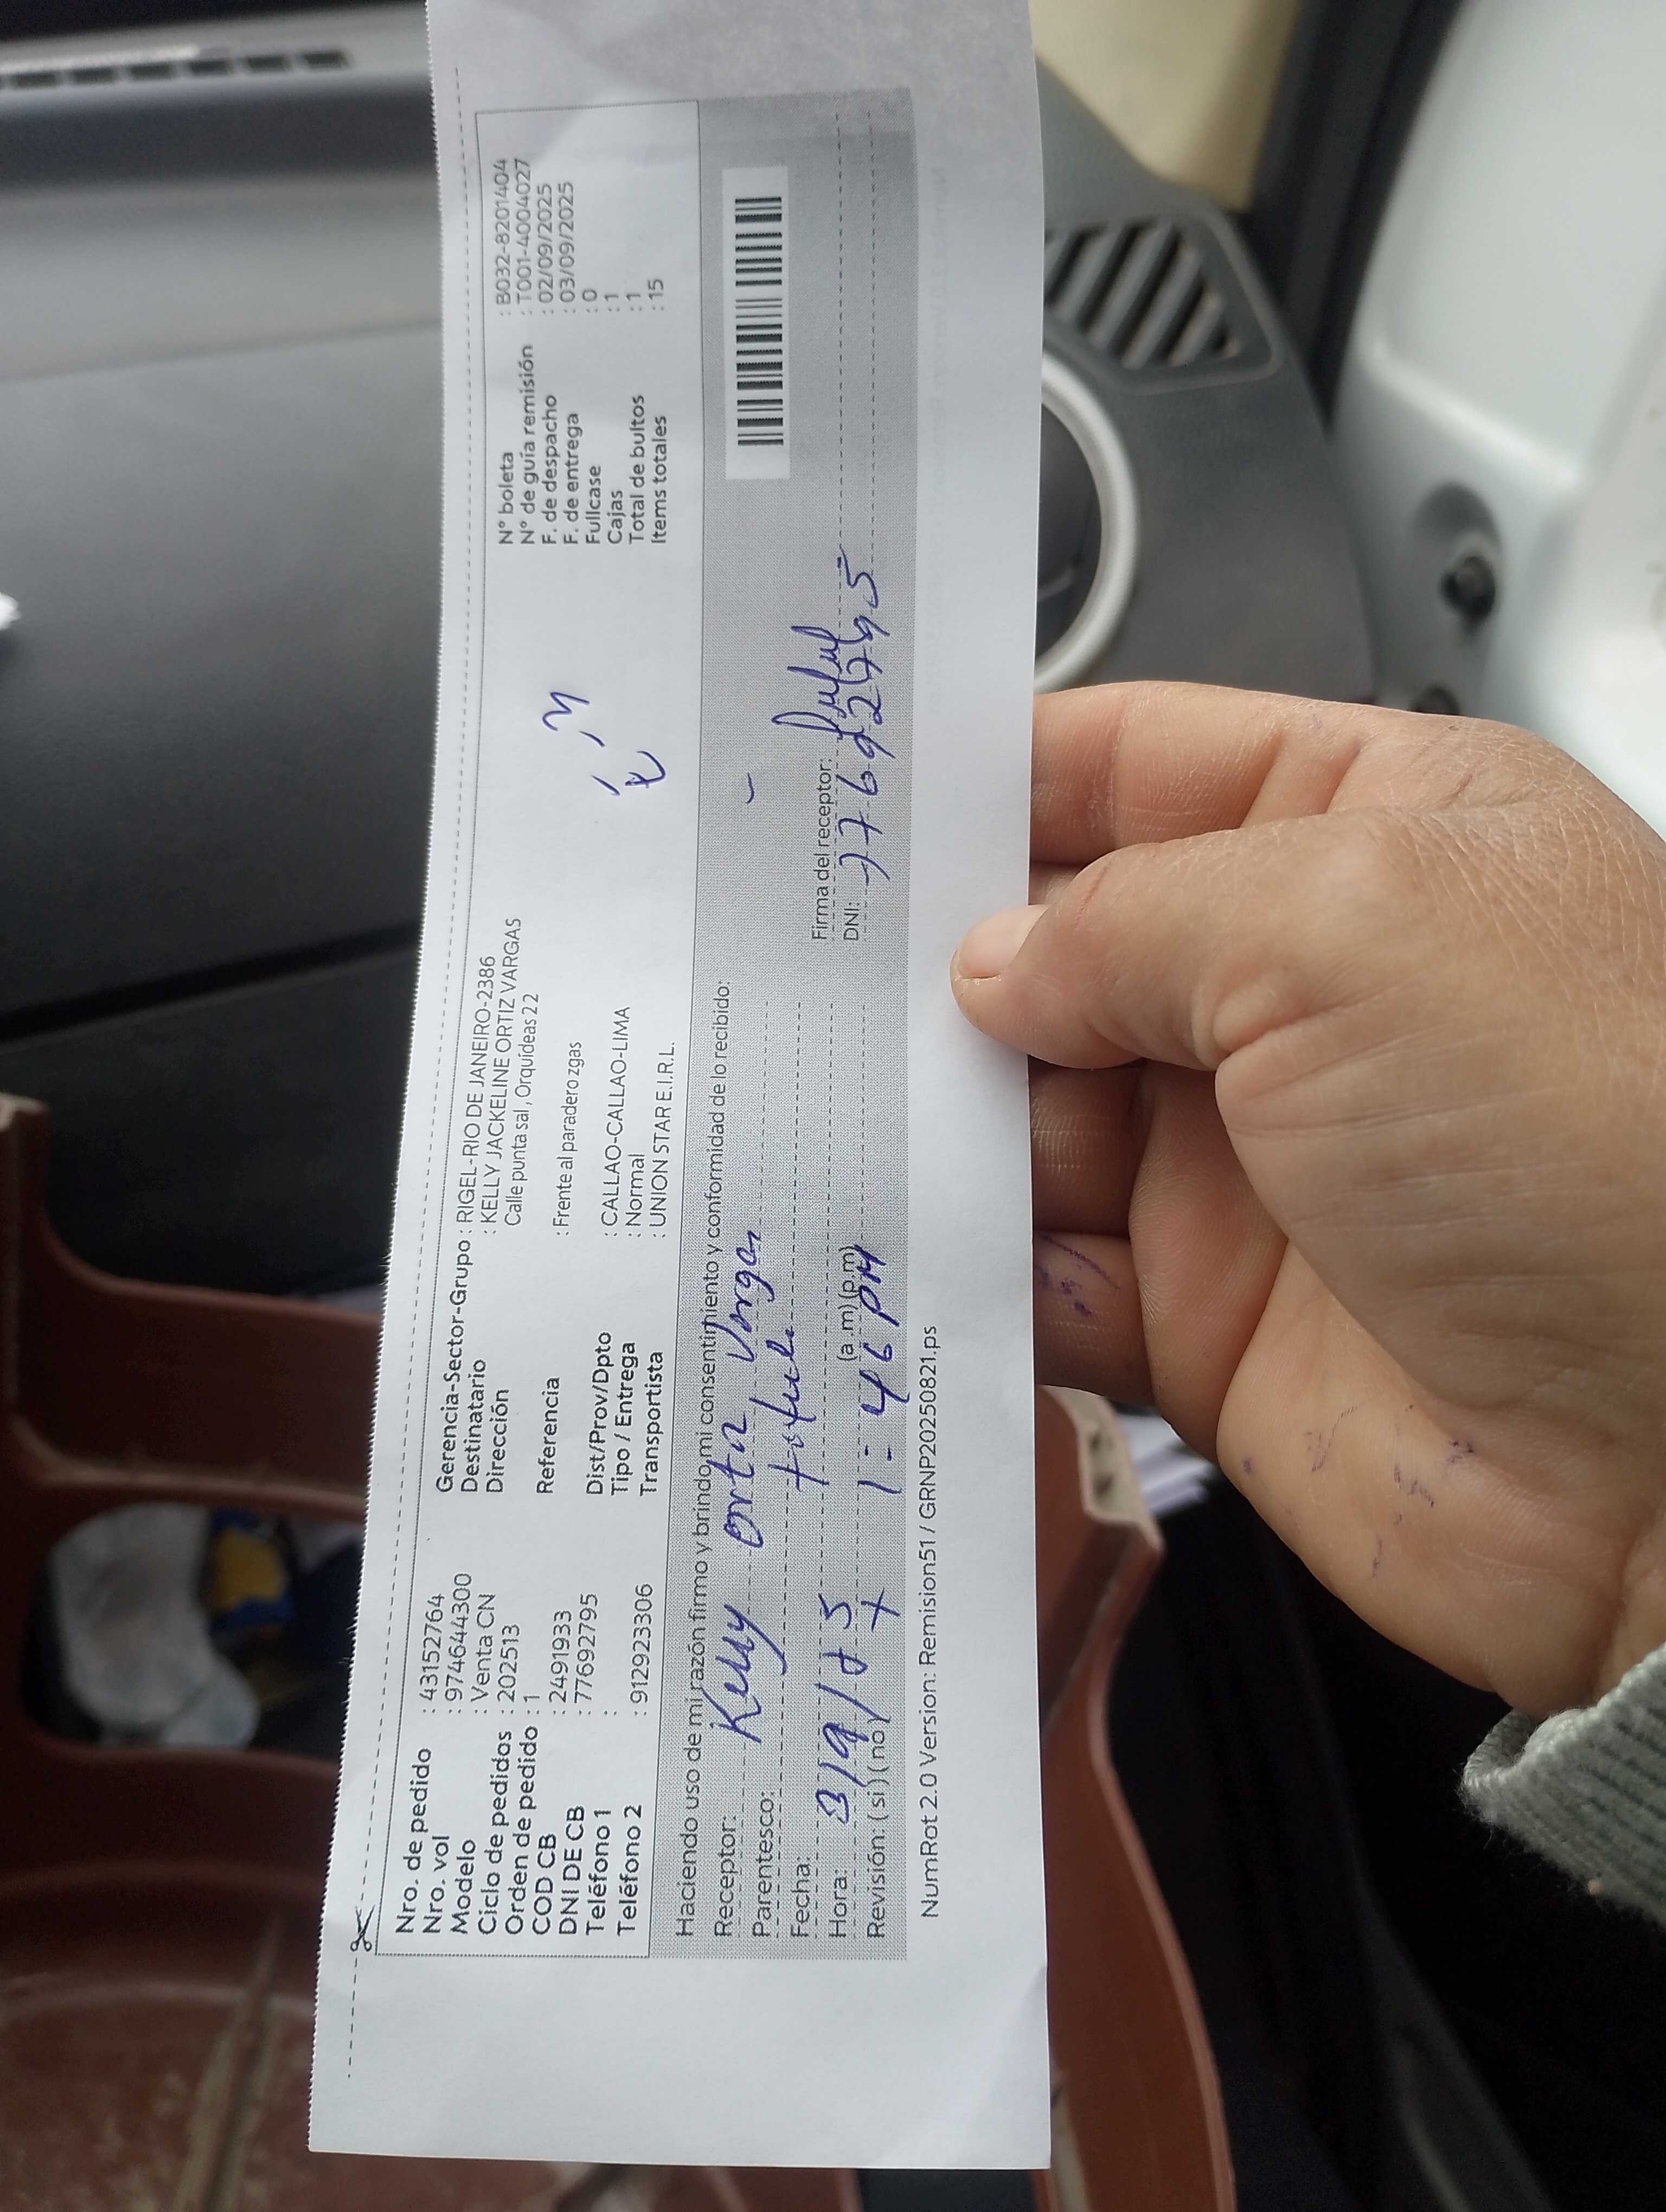 Nro. de pedido : 43152764
Nro. vol : 974644300
Modelo : Venta CN
Ciclo de pedidos : 202513
Orden de pedido : 1
COD CB : 2491933
DNI DE CB : 77692795
Teléfono 1 :
Teléfono 2 : 912923306
Gerencia-Sector-Grupo : RIGEL-RIO DE JANEIRO-2386
Destinatario : KELLY JACKELINE ORTIZ VARGAS
Dirección Calle punta sal , Orquideas 22
Referencia : Frente al paradero zgas
Dist/Prov/Dpto : CALLAO-CALLAO-LIMA
Tipo / Entrega : Normal
Transportista : UNION STAR E.I.R.L.
N° boleta : B032-8201404
N° de guía remisión : T001-4004027
F. de despacho : 02/09/2025
F. de entrega : 03/09/2025
Fullcase : 0
Cajas : 1
Total de bultos : 1
Items totales : 15
Haciendo uso de mi razón firmo y brindo mi consentimiento y conformidad de lo recibido:
Receptor: Kelly Ortiz Vargas
Parentesco:
Fecha: 3/9/25
Hora: 1:46 PM (a.m) (p.m)
Revisión: (si) (no)
Firma del receptor:
DNI: 77692795
NumRot 2.0 Version: Remision51 / GRNP20250821.ps